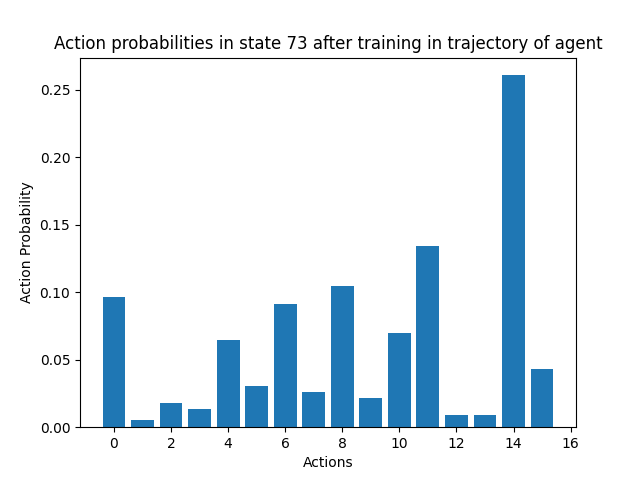 Action probabilities in state 73 after training in trajectory of agent
0.25
0.20
0.15
0.10
0.05
0.00
Action Probability
0 2 4 6 8 10 12 14 16
Actions